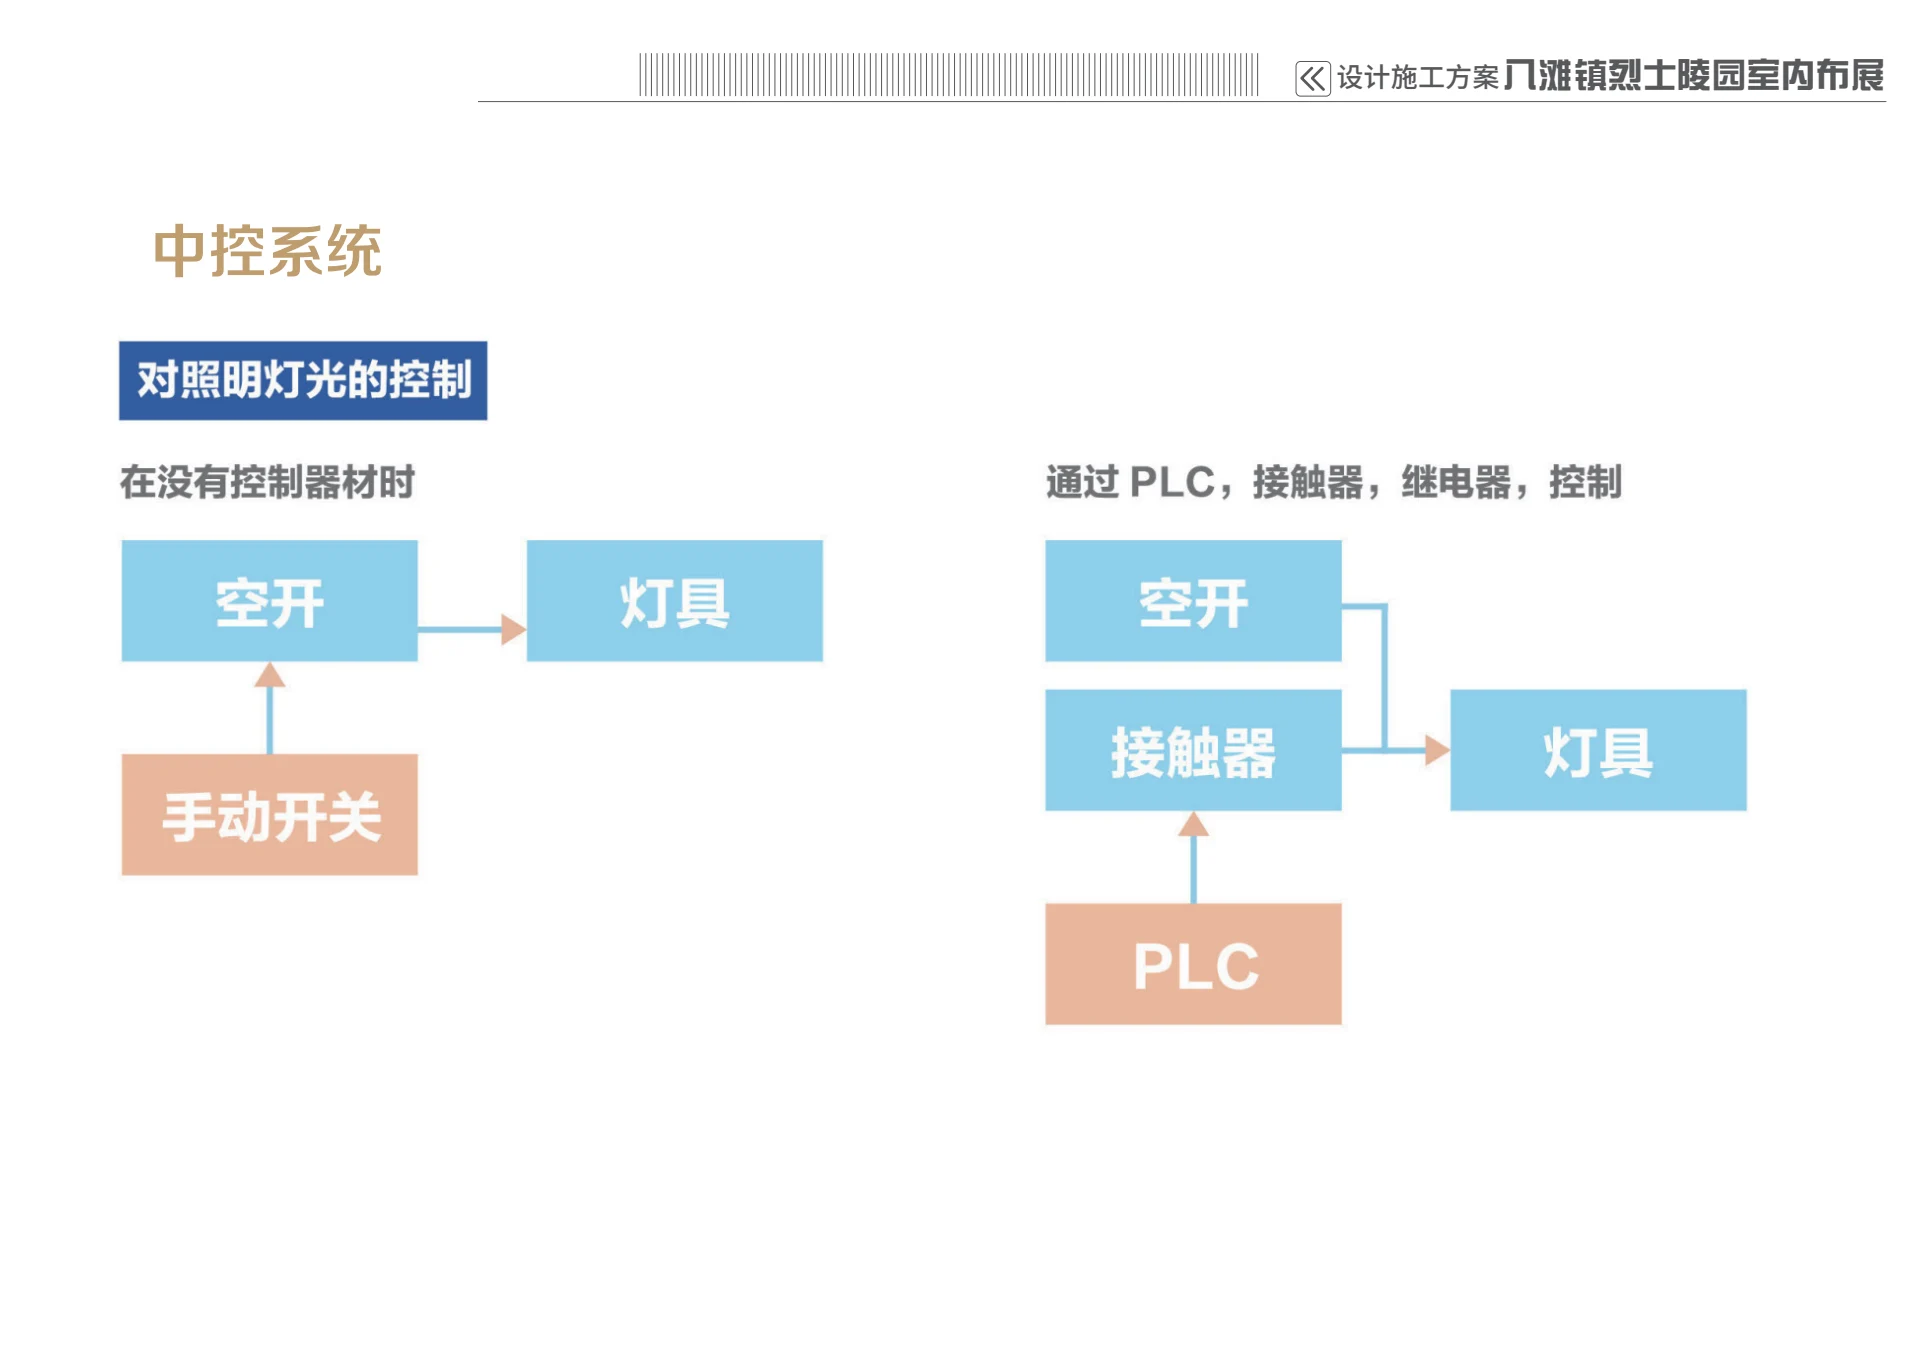 设计施工方案 八滩镇烈士陵园室内布展
中控系统
对照明灯光的控制
在没有控制器材时
空开
灯具
手动开关
通过 PLC，接触器，继电器，控制
空开
接触器
灯具
PLC